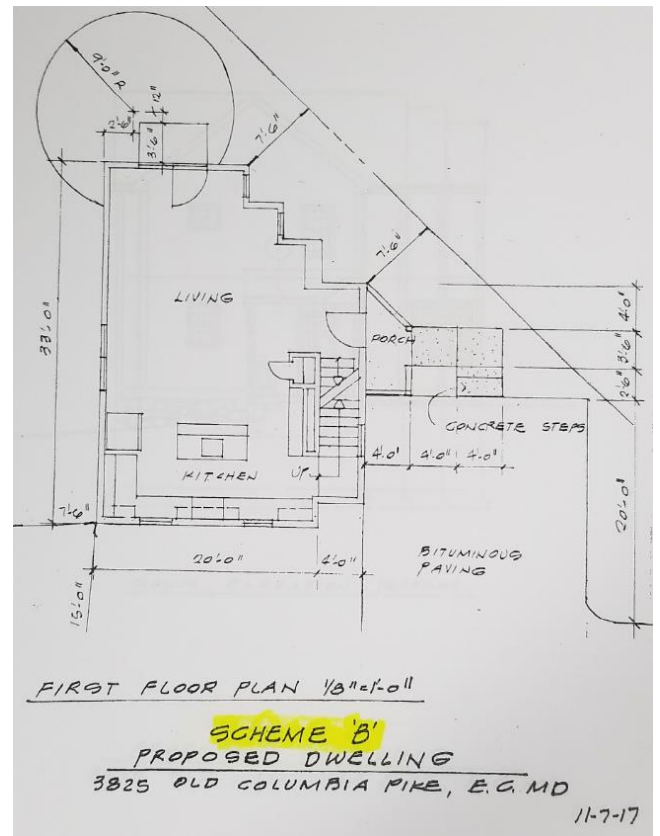 9'-0" R
12"
2'-6"
3'-6"
7'-6"
7'-6"
LIVING
33'-0"
PORCH
4'-0"
3'-6"
2'-6"
CONCRETE STEPS
4'-0" 4'-0" 4'-0"
KITCHEN
UP
20'-0"
7'-6"
20'-0" 4'-0"
BITUMINOUS
PAVING
15'-0"
FIRST FLOOR PLAN 1/8"=1'-0"
SCHEME 'B'
PROPOSED DWELLING
3825 OLD COLUMBIA PIKE, E.C. MD
11-7-17